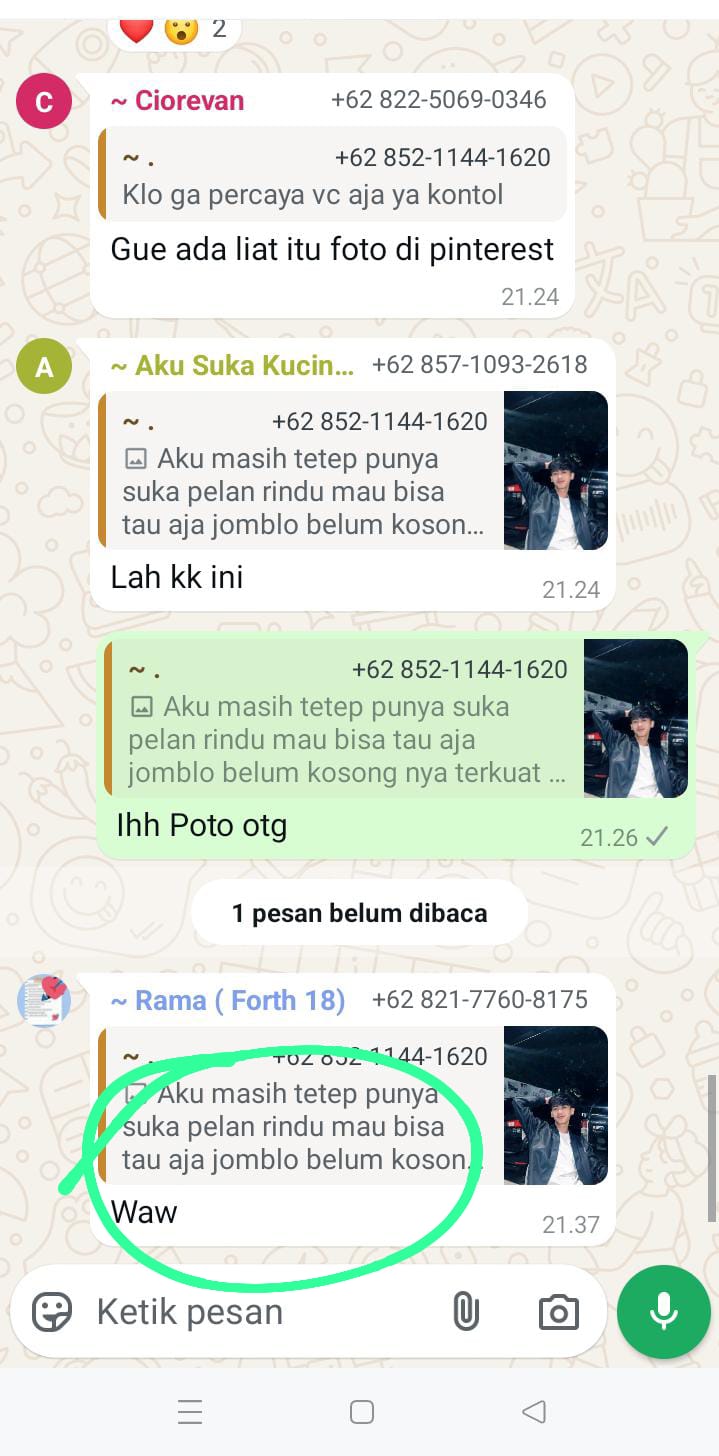 2
C
~ Ciorevan +62 822-5069-0346
~ . +62 852-1144-1620
Klo ga percaya vc aja ya kontol
Gue ada liat itu foto di pinterest
21.24
A
~ Aku Suka Kucin... +62 857-1093-2618
~ . +62 852-1144-1620
Aku masih tetep punya
suka pelan rindu mau bisa
tau aja jomblo belum koson...
Lah kk ini
21.24
~ . +62 852-1144-1620
Aku masih tetep punya suka
pelan rindu mau bisa tau aja
jomblo belum kosong nya terkuat ...
Ihh Poto otg
21.26
1 pesan belum dibaca
~ Rama ( Forth 18) +62 821-7760-8175
~ . +62 852-1144-1620
Aku masih tetep punya
suka pelan rindu mau bisa
tau aja jomblo belum koson...
Waw
21.37
Ketik pesan